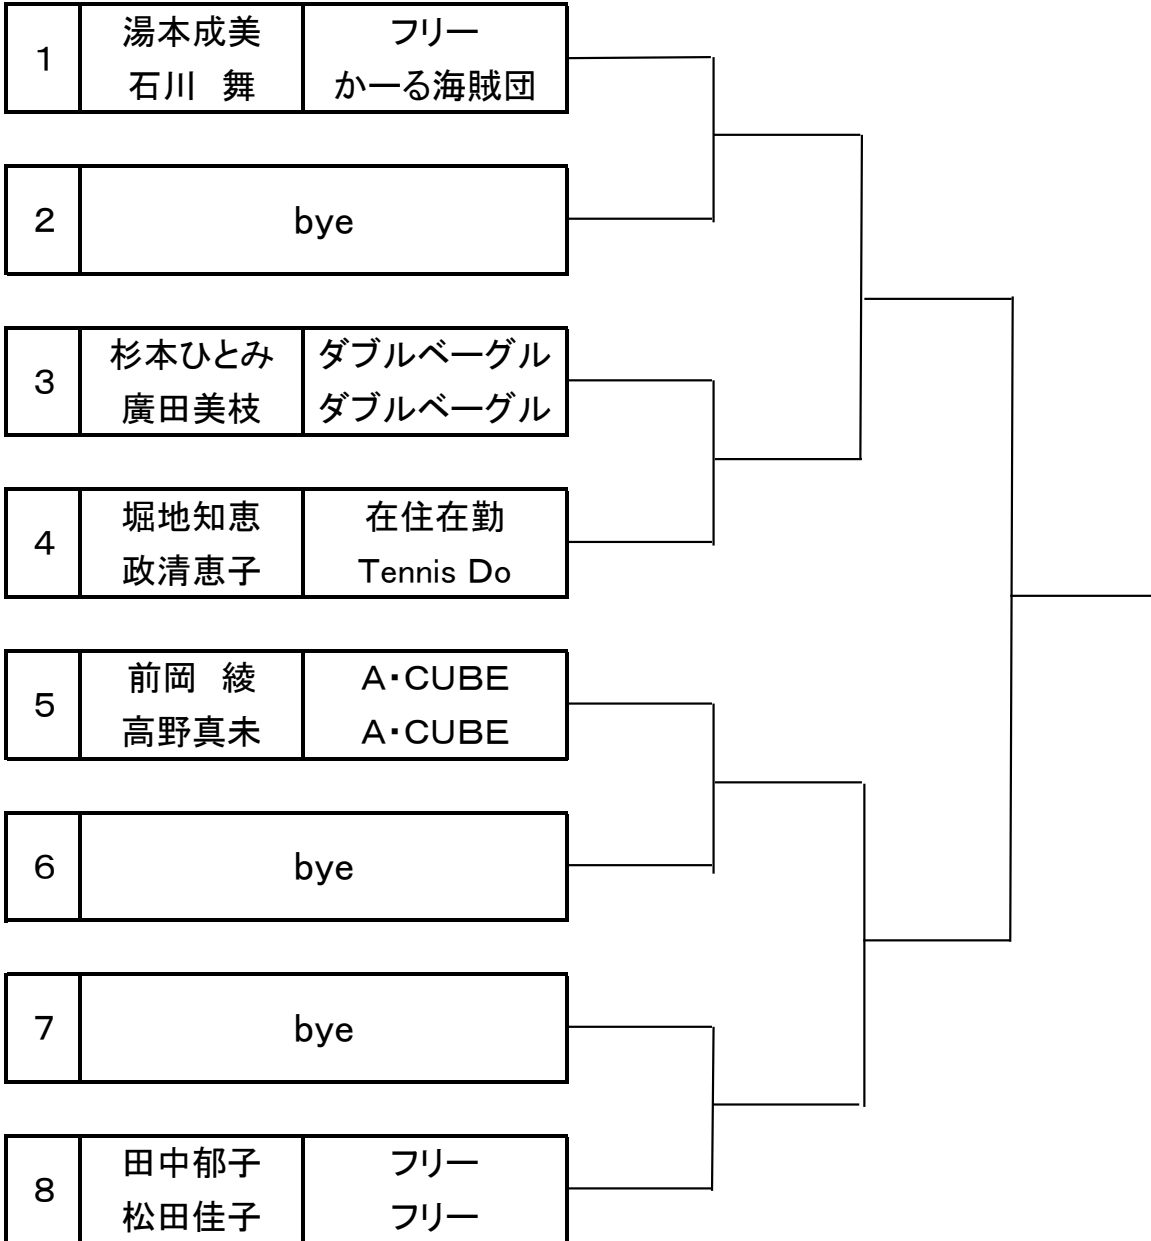 1 湯本成美 フリー
石川　舞 かーる海賊団
2 bye
3 杉本ひとみ ダブルベーグル
廣田美枝 ダブルベーグル
4 堀地知恵 在住在勤
政清恵子 Tennis Do
5 前岡　綾 A・CUBE
高野真未 A・CUBE
6 bye
7 bye
8 田中郁子 フリー
松田佳子 フリー